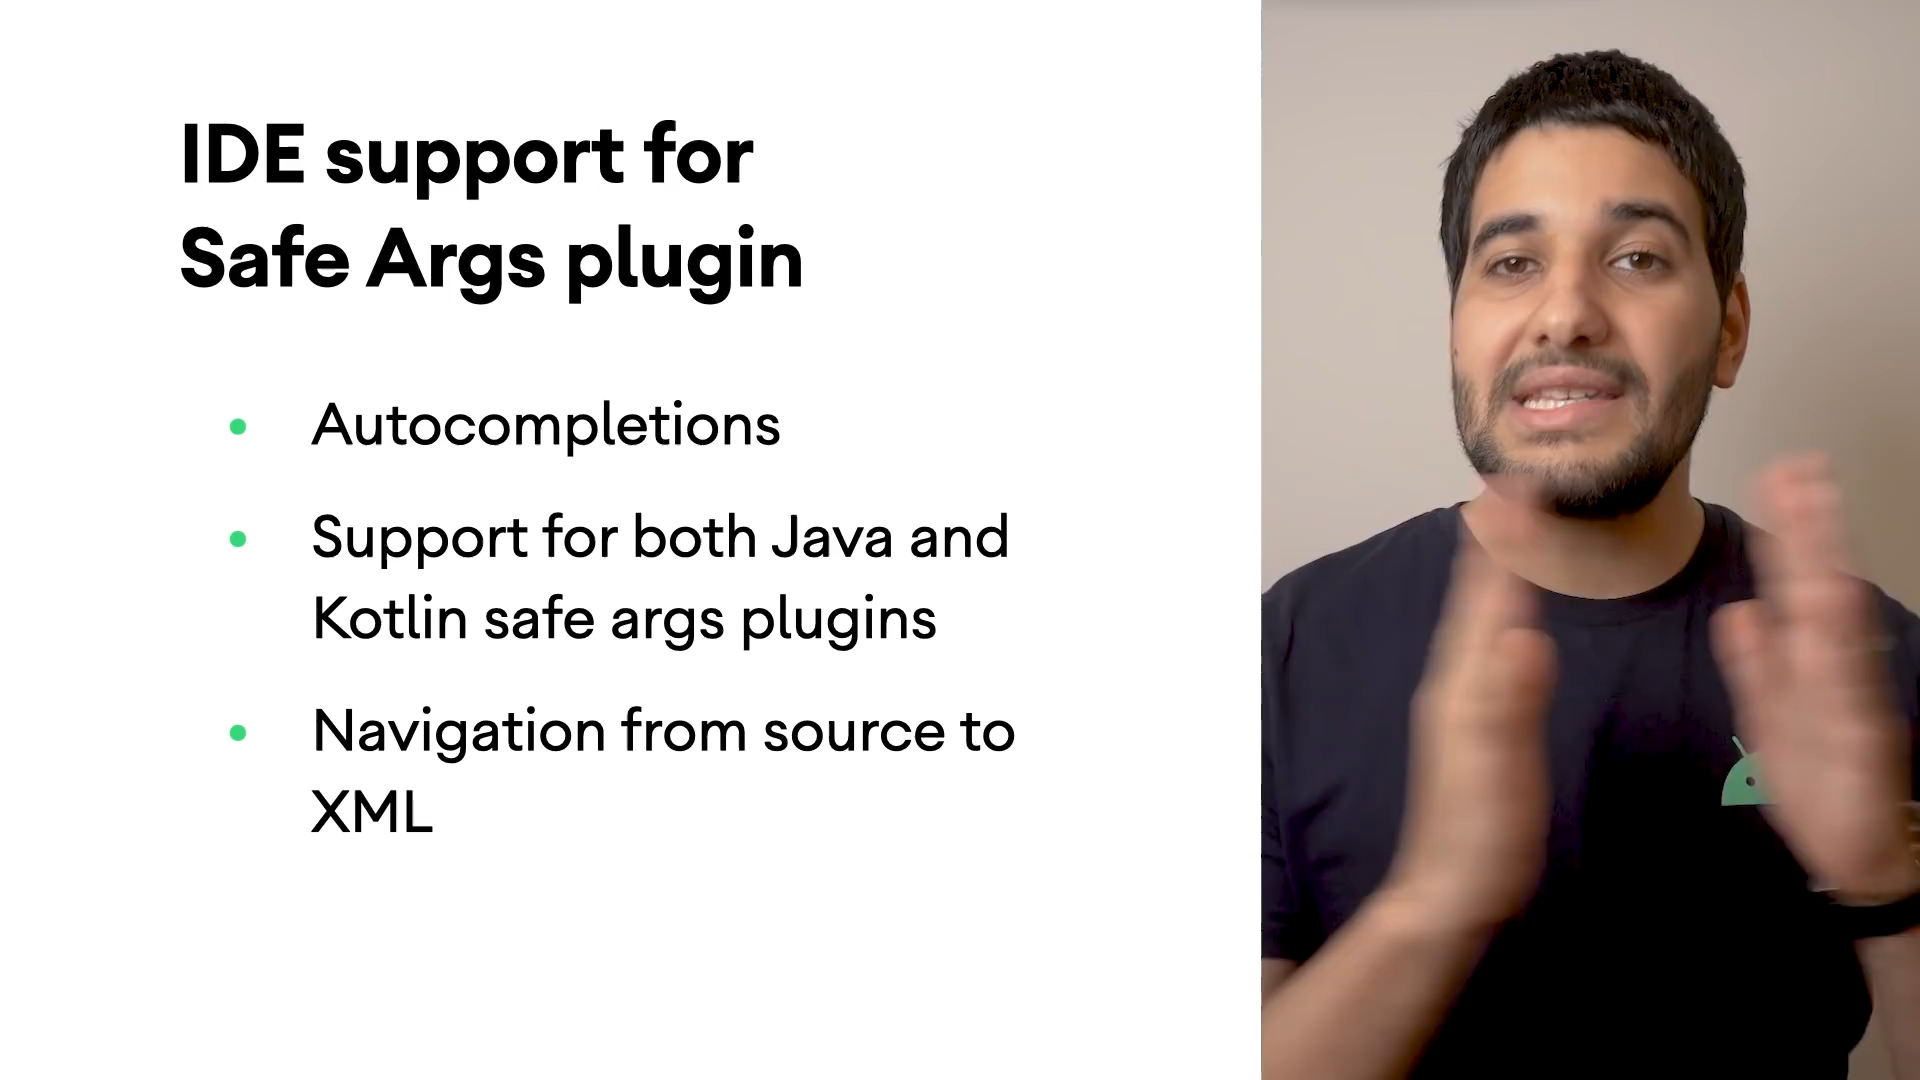 IDE support for
Safe Args plugin
Autocompletions
Support for both Java and
Kotlin safe args plugins
Navigation from source to
XML